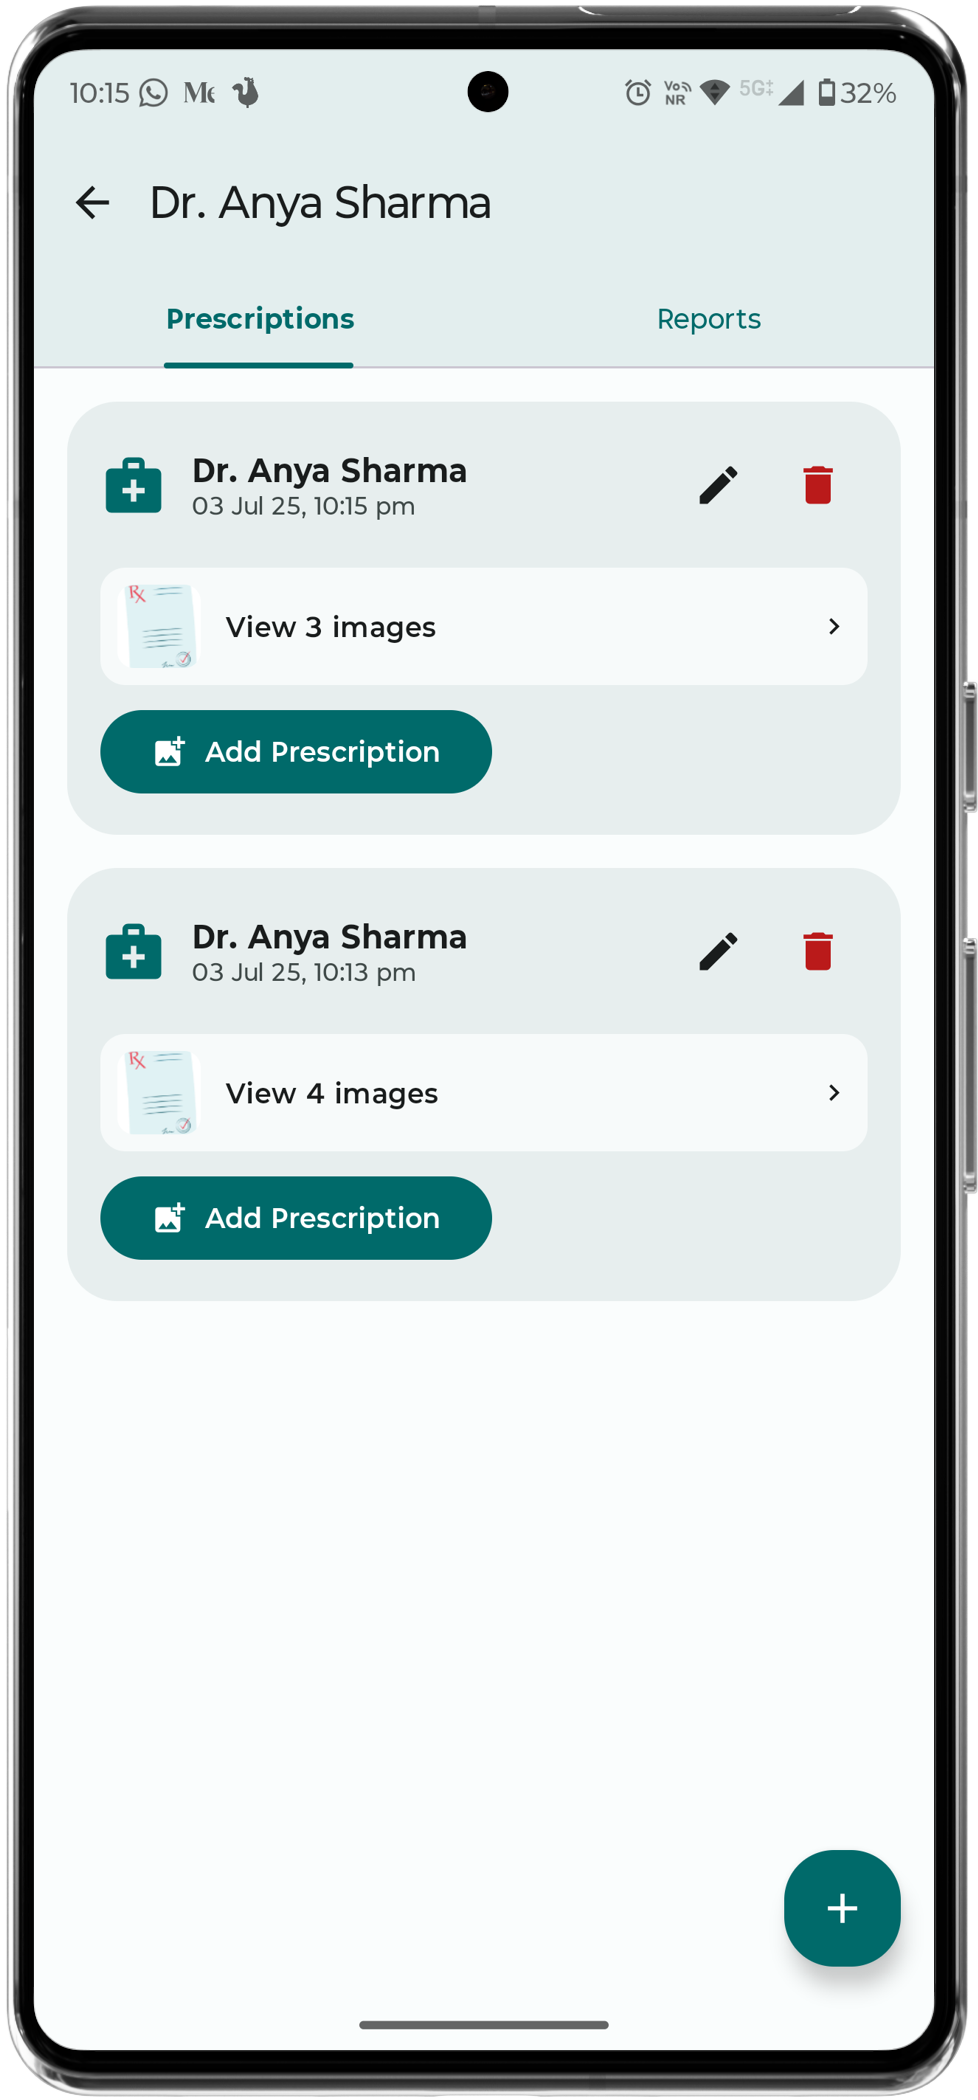 10:15
Vo
NR
5G
32%
Dr. Anya Sharma
Prescriptions
Reports
Dr. Anya Sharma
03 Jul 25, 10:15 pm
Rx
View 3 images
Add Prescription
Dr. Anya Sharma
03 Jul 25, 10:13 pm
Rx
View 4 images
Add Prescription